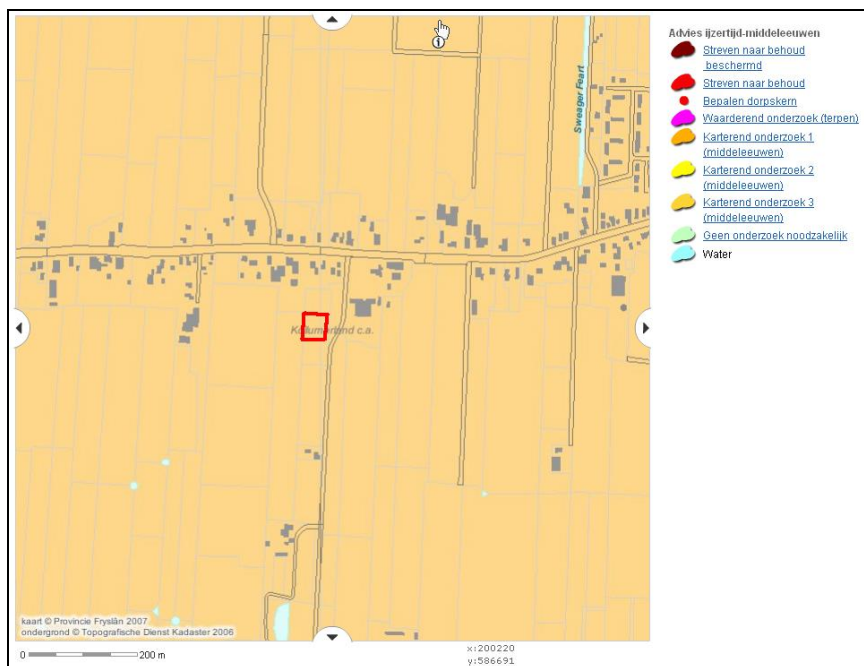 Advies ijzertijd-middeleeuwen
Streven naar behoud
beschermd
Streven naar behoud
Bepalen dorpskern
Waarderend onderzoek (terpen)
Karterend onderzoek 1
(middeleeuwen)
Karterend onderzoek 2
(middeleeuwen)
Karterend onderzoek 3
(middeleeuwen)
Geen onderzoek noodzakelijk
Water
Sweager Feart
Kollumerland c.a.
kaart © Provincie Fryslân 2007
ondergrond © Topografische Dienst Kadaster 2006
0 200 m
x:200220
y:586691